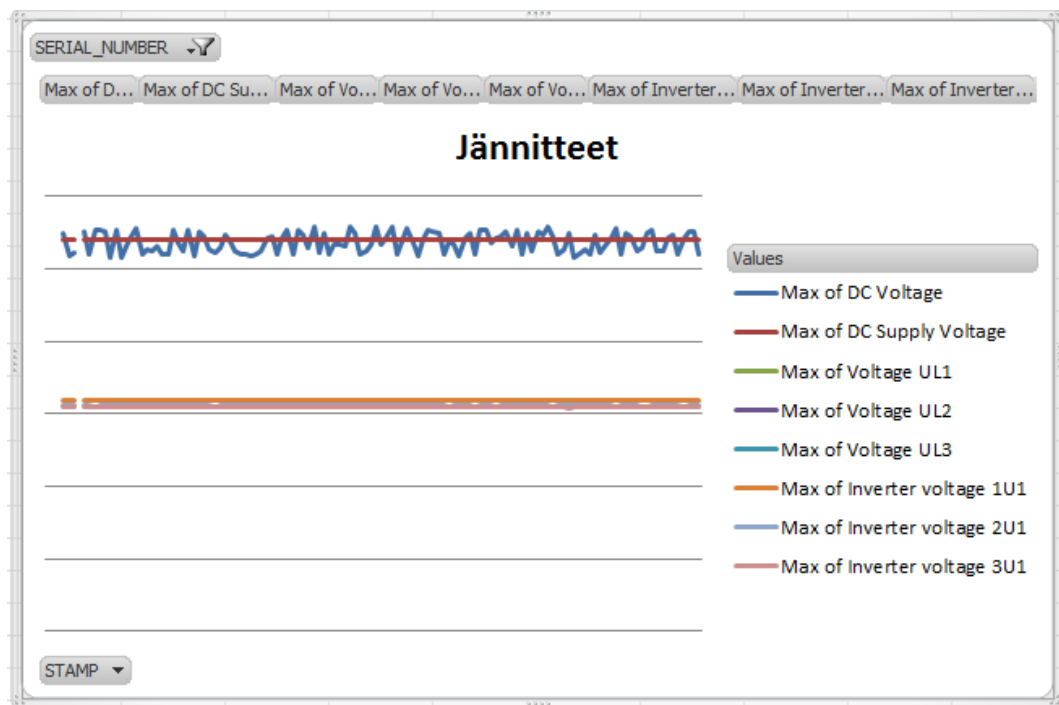 SERIAL_NUMBER
Max of D... Max of DC Su... Max of Vo... Max of Vo... Max of Vo... Max of Inverter... Max of Inverter... Max of Inverter...
Jännitteet
Values
Max of DC Voltage
Max of DC Supply Voltage
Max of Voltage UL1
Max of Voltage UL2
Max of Voltage UL3
Max of Inverter voltage 1U1
Max of Inverter voltage 2U1
Max of Inverter voltage 3U1
STAMP